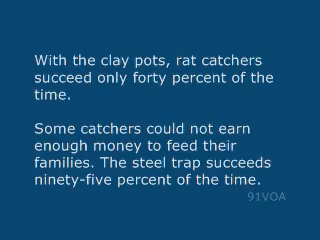 With the clay pots, rat catchers
succeed only forty percent of the
time.
Some catchers could not earn
enough money to feed their
families. The steel trap succeeds
ninety-five percent of the time.
91VOA